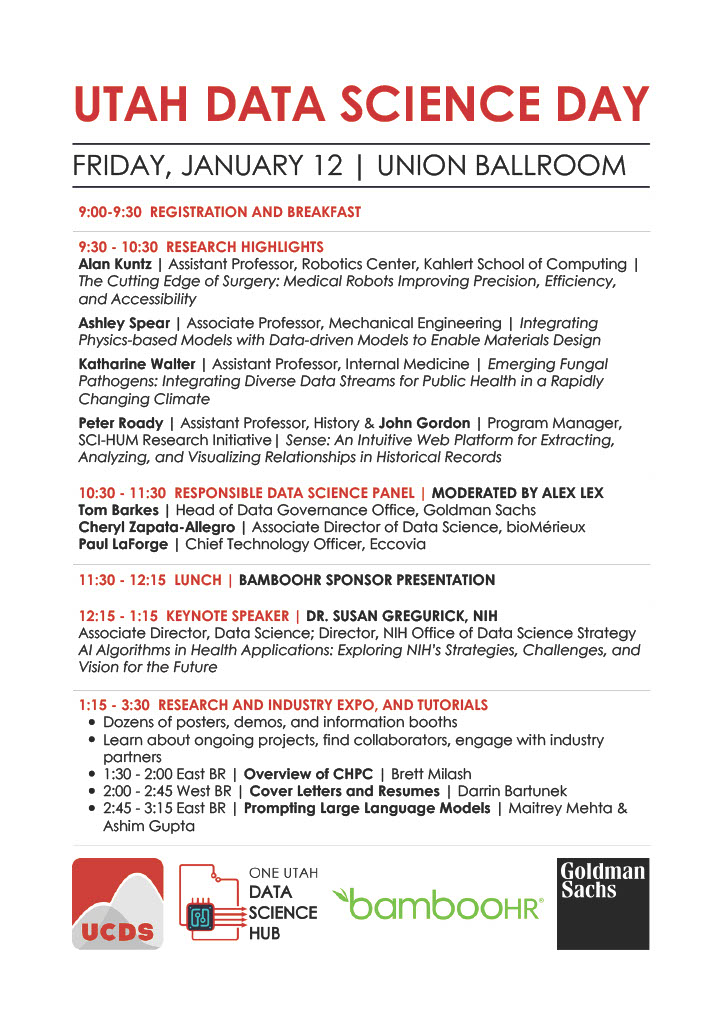 UTAH DATA SCIENCE DAY
FRIDAY, JANUARY 12 | UNION BALLROOM
9:00-9:30 REGISTRATION AND BREAKFAST
9:30 - 10:30 RESEARCH HIGHLIGHTS
Alan Kuntz | Assistant Professor, Robotics Center, Kahlert School of Computing |
The Cutting Edge of Surgery: Medical Robots Improving Precision, Efficiency,
and Accessibility
Ashley Spear | Associate Professor, Mechanical Engineering | Integrating
Physics-based Models with Data-driven Models to Enable Materials Design
Katharine Walter | Assistant Professor, Internal Medicine | Emerging Fungal
Pathogens: Integrating Diverse Data Streams for Public Health in a Rapidly
Changing Climate
Peter Roady | Assistant Professor, History & John Gordon | Program Manager,
SCI-HUM Research Initiative| Sense: An Intuitive Web Platform for Extracting,
Analyzing, and Visualizing Relationships in Historical Records
10:30 - 11:30 RESPONSIBLE DATA SCIENCE PANEL | MODERATED BY ALEX LEX
Tom Barkes | Head of Data Governance Office, Goldman Sachs
Cheryl Zapata-Allegro | Associate Director of Data Science, bioMérieux
Paul LaForge | Chief Technology Officer, Eccovia
11:30 - 12:15 LUNCH | BAMBOOHR SPONSOR PRESENTATION
12:15 - 1:15 KEYNOTE SPEAKER | DR. SUSAN GREGURICK, NIH
Associate Director, Data Science; Director, NIH Office of Data Science Strategy
AI Algorithms in Health Applications: Exploring NIH's Strategies, Challenges, and
Vision for the Future
1:15 - 3:30 RESEARCH AND INDUSTRY EXPO, AND TUTORIALS
• Dozens of posters, demos, and information booths
• Learn about ongoing projects, find collaborators, engage with industry
partners
• 1:30 - 2:00 East BR | Overview of CHPC | Brett Milash
• 2:00 - 2:45 West BR | Cover Letters and Resumes | Darrin Bartunek
• 2:45 - 3:15 East BR | Prompting Large Language Models | Maitrey Mehta &
Ashim Gupta
UCDS
ONE UTAH
DATA
SCIENCE
HUB
bambooHR®
Goldman
Sachs